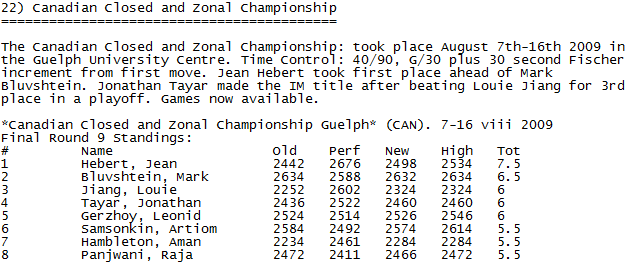 22) Canadian Closed and Zonal Championship
==========================================
The Canadian Closed and Zonal Championship: took place August 7th-16th 2009 in
the Guelph University Centre. Time Control: 40/90, G/30 plus 30 second Fischer
increment from first move. Jean Hebert took first place ahead of Mark
Bluvshtein. Jonathan Tayar made the IM title after beating Louie Jiang for 3rd
place in a playoff. Games now available.
*Canadian Closed and Zonal Championship Guelph* (CAN). 7-16 viii 2009
Final Round 9 Standings:
# Name Old Perf New High Tot
1 Hebert, Jean 2442 2676 2498 2534 7.5
2 Bluvshtein, Mark 2634 2588 2632 2634 6.5
3 Jiang, Louie 2252 2602 2324 2324 6
4 Tayar, Jonathan 2436 2522 2460 2460 6
5 Gerzhoy, Leonid 2524 2514 2526 2546 6
6 Samsonkin, Artiom 2584 2492 2574 2614 5.5
7 Hambleton, Aman 2234 2461 2284 2284 5.5
8 Panjwani, Raja 2472 2411 2466 2472 5.5